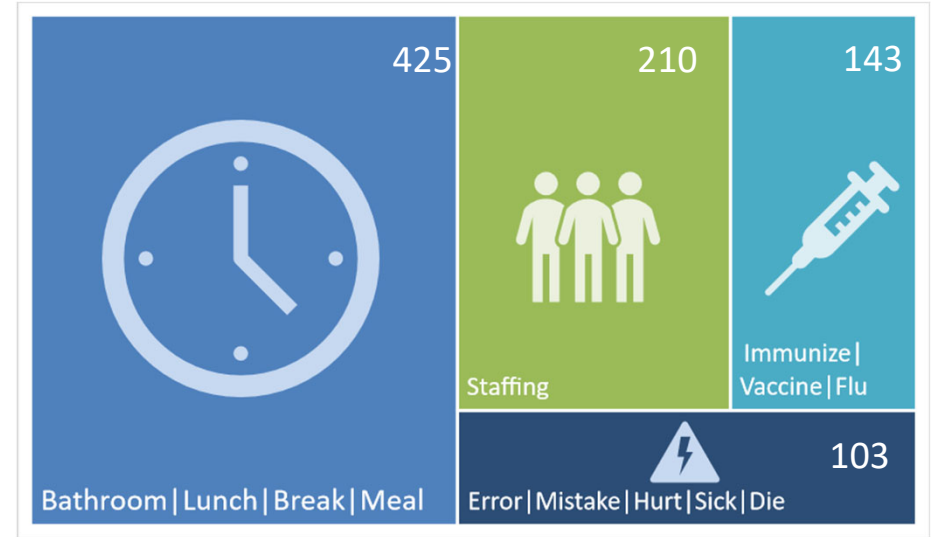 425
Bathroom|Lunch|Break|Meal
210
Staffing
143
Immunize|
Vaccine|Flu
103
Error|Mistake|Hurt|Sick|Die